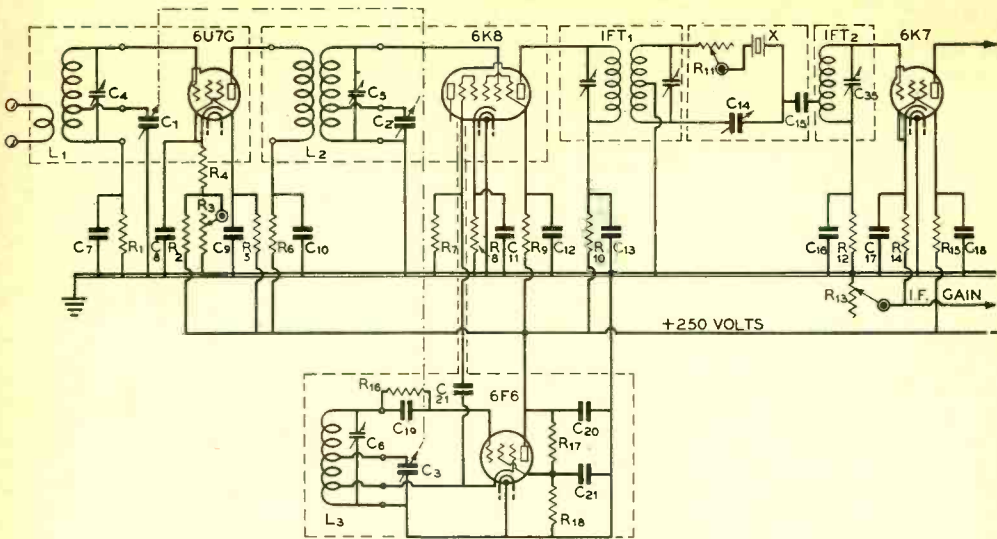 6U7G
6K8
IFT1
IFT2
6K7
X
R11
C4
C1
C5
C2
C14
C15
C35
L1
L2
R4
R3
C7
R1
C8
R2
C9
R5
R6
C10
R7
R8
C11
R9
C12
R10
C13
C16
R12
C17
R14
R15
C18
R13
I.F. GAIN
+250 VOLTS
R16
C21
6F6
C19
C20
R17
C6
C3
C21
R18
L3